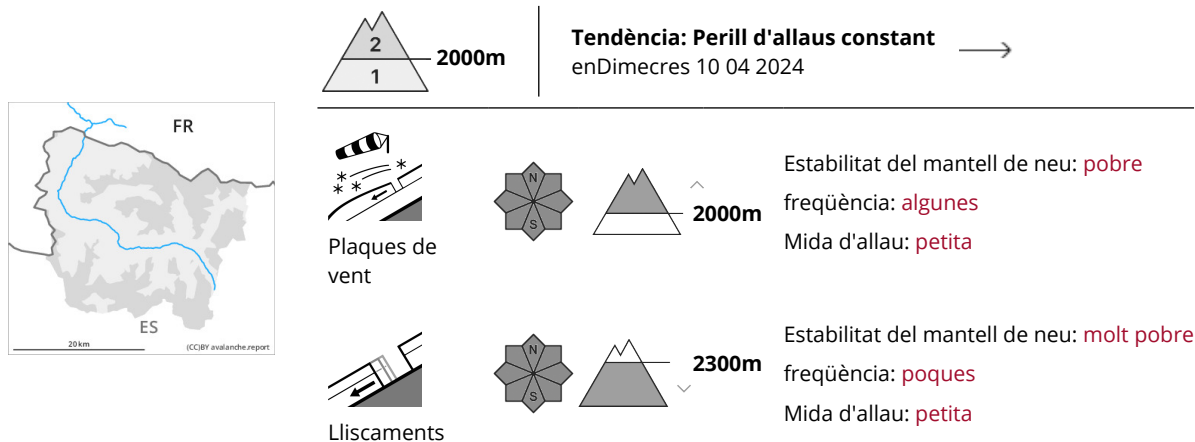 2
1
2000m
Tendència: Perill d'allaus constant
enDimecres 10 04 2024
FR
ES
20 km
(CC)BY avalanche.report
N
S
2000m
Plaques de
vent
Estabilitat del mantell de neu: pobre
freqüència: algunes
Mida d'allau: petita
N
S
2300m
Lliscaments
Estabilitat del mantell de neu: molt pobre
freqüència: poques
Mida d'allau: petita